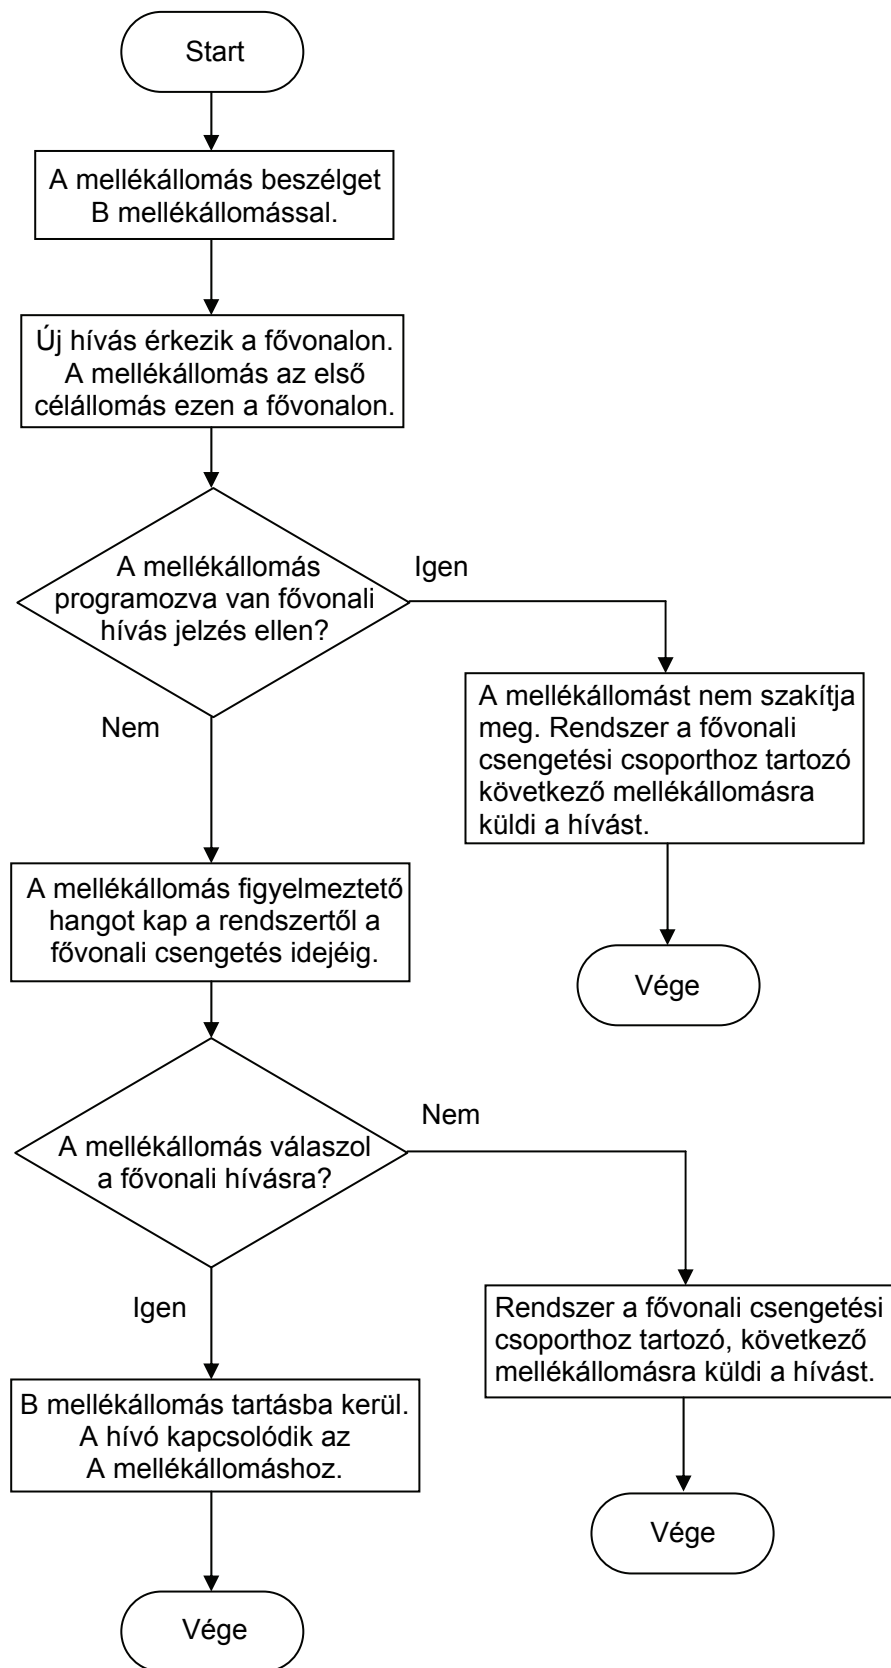 Start
A mellékállomás beszélget
B mellékállomással.
Új hívás érkezik a fővonalon.
A mellékállomás az első
célállomás ezen a fővonalon.
A mellékállomás
programozva van fővonali
hívás jelzés ellen?
Igen
Nem
A mellékállomást nem szakítja
meg. Rendszer a fővonali
csengetési csoporthoz tartozó
következő mellékállomásra
küldi a hívást.
Vége
A mellékállomás figyelmeztető
hangot kap a rendszertől a
fővonali csengetés idejéig.
A mellékállomás válaszol
a fővonali hívásra?
Nem
Igen
Rendszer a fővonali csengetési
csoporthoz tartozó, következő
mellékállomásra küldi a hívást.
Vége
B mellékállomás tartásba kerül.
A hívó kapcsolódik az
A mellékállomáshoz.
Vége